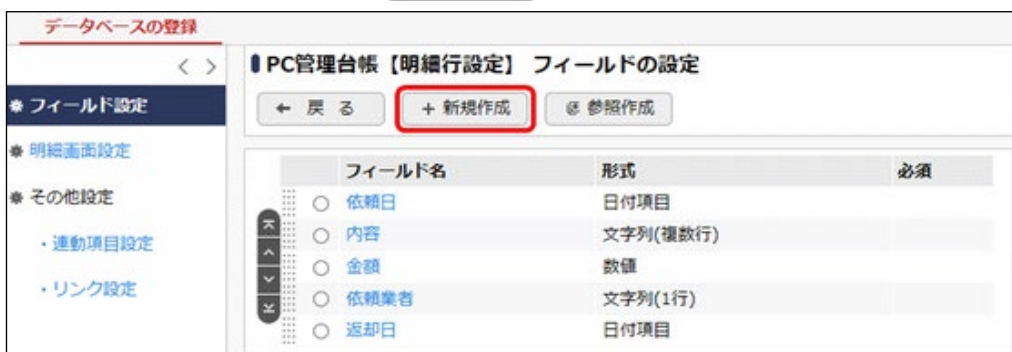 データベースの登録
PC管理台帳【明細行設定】 フィールドの設定
← 戻 る
+ 新規作成
参照作成
フィールド設定
明細画面設定
その他設定
・連動項目設定
・リンク設定
フィールド名 形式 必須
依頼日 日付項目
内容 文字列(複数行)
金額 数値
依頼業者 文字列(1行)
返却日 日付項目